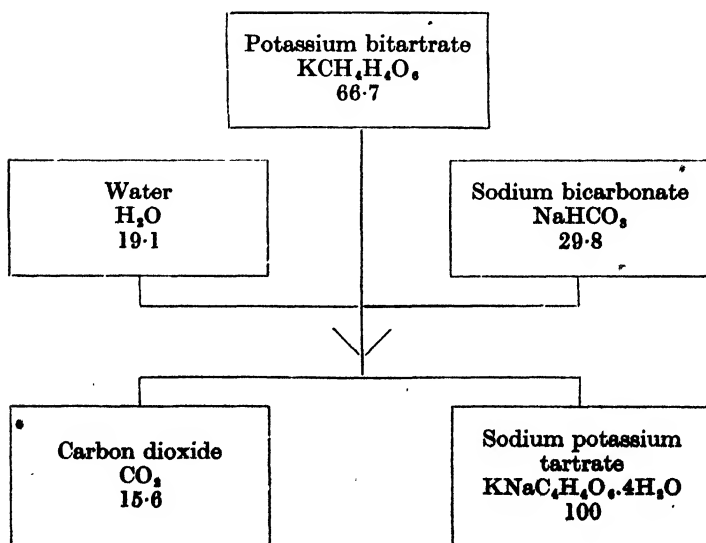 Potassium bitartrate
KCH₄H₄O₆
66·7
Water
H₂O
19·1
Sodium bicarbonate
NaHCO₃
29·8
Carbon dioxide
CO₂
15·6
Sodium potassium
tartrate
KNaC₄H₄O₆.4H₂O
100